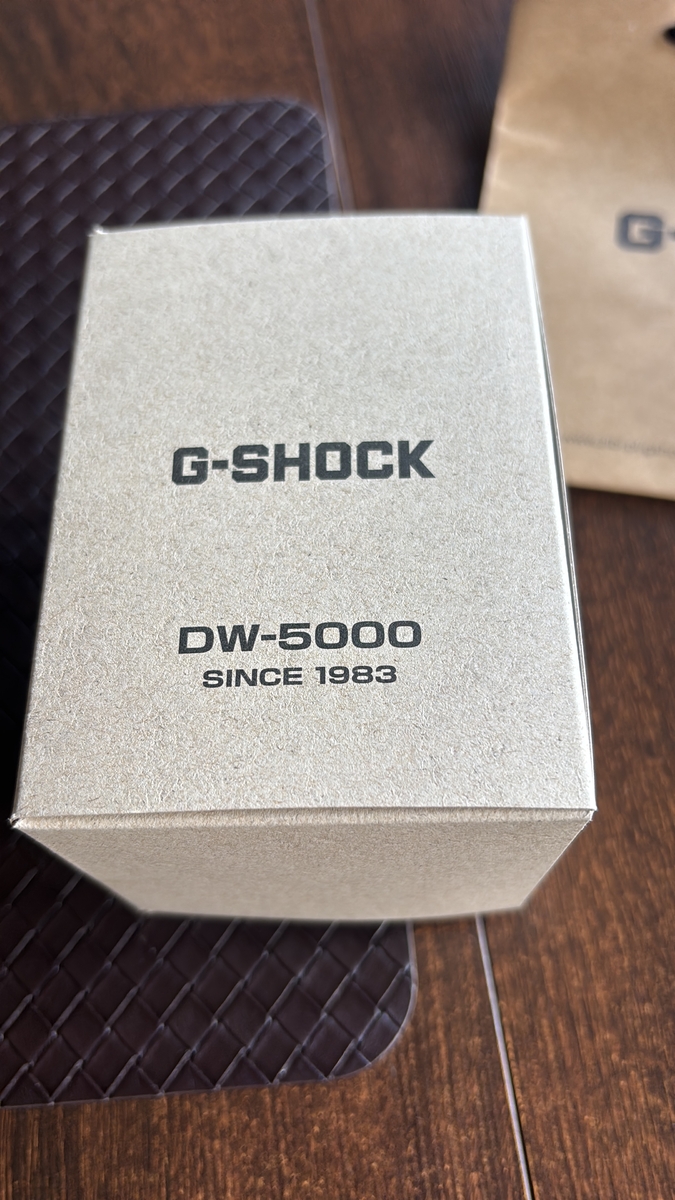 G-SHOCK
DW-5000
SINCE 1983
G-